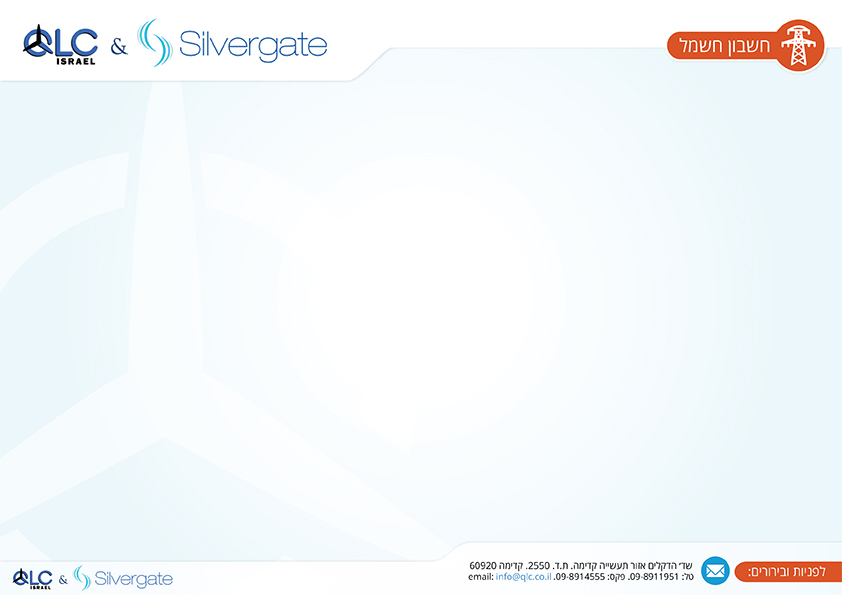 QLC & Silvergate
ISRAEL
חשבון חשמל
לפניות ובירורים:
שד׳ הדקלים אזור תעשייה קדימה. ת.ד. 2550. קדימה 60920
טל: 09-8911951. פקס: 09-8914555. email: info@qlc.co.il
QLC & Silvergate
ISRAEL